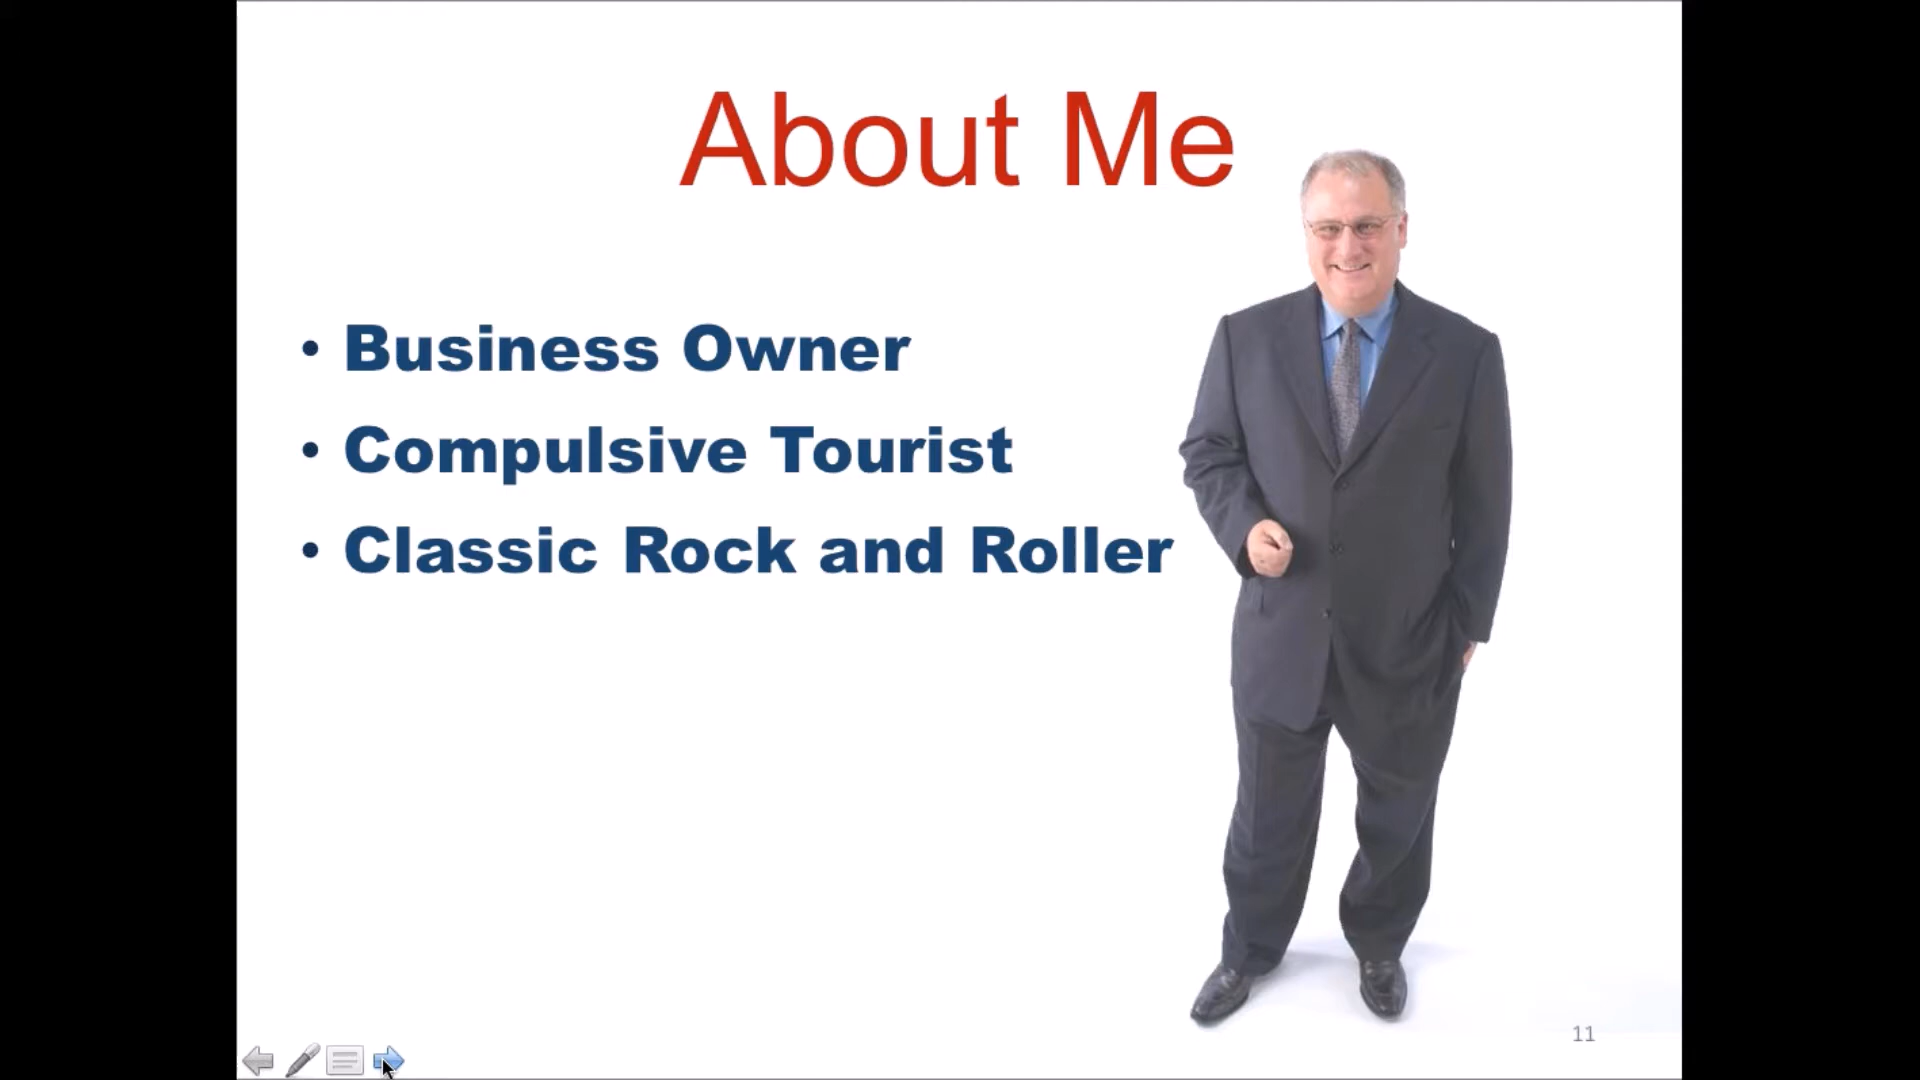 About Me
• Business Owner
• Compulsive Tourist
• Classic Rock and Roller
11